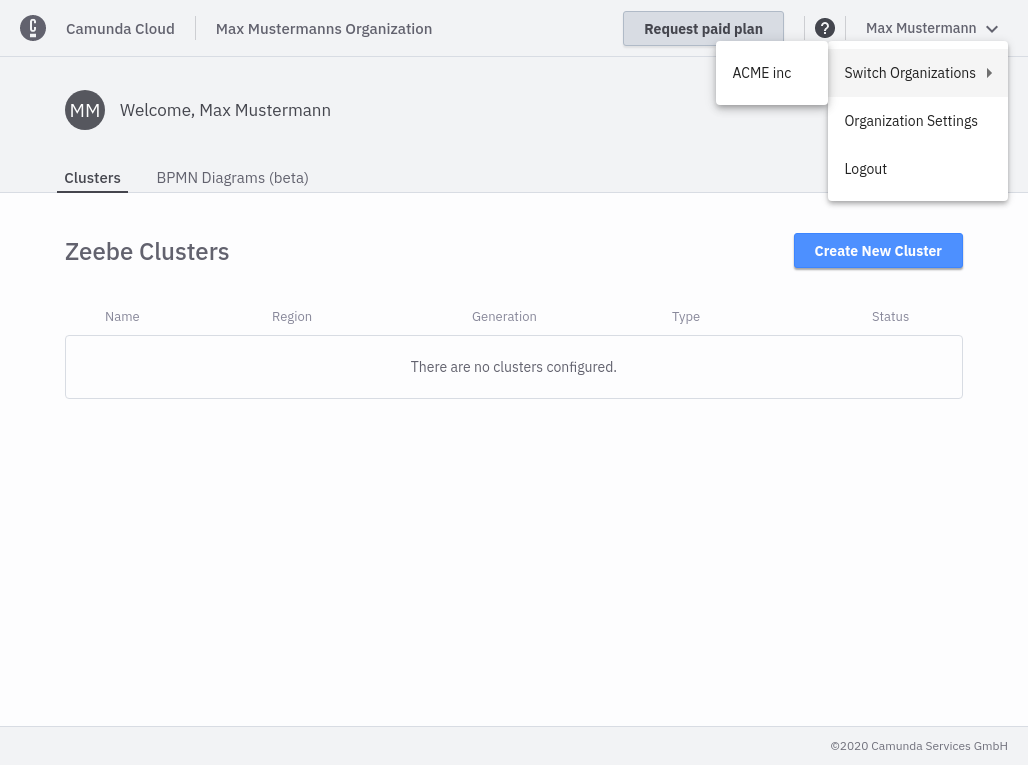 Camunda Cloud
Max Mustermanns Organization
Request paid plan
?
Max Mustermann
ACME inc
Switch Organizations
Organization Settings
Logout
MM
Welcome, Max Mustermann
Clusters
BPMN Diagrams (beta)
Zeebe Clusters
Create New Cluster
Name Region Generation Type Status
There are no clusters configured.
©2020 Camunda Services GmbH